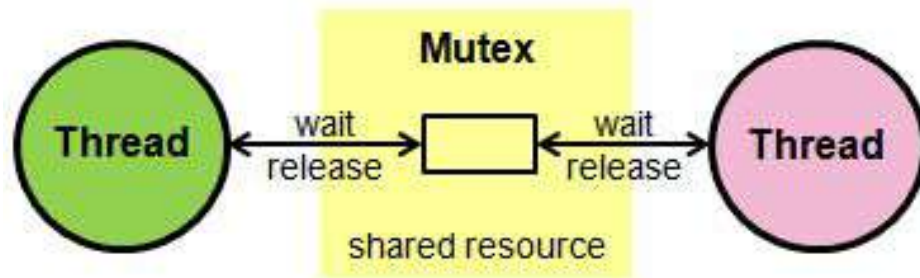 Mutex
Thread
wait
release
wait
release
Thread
shared resource